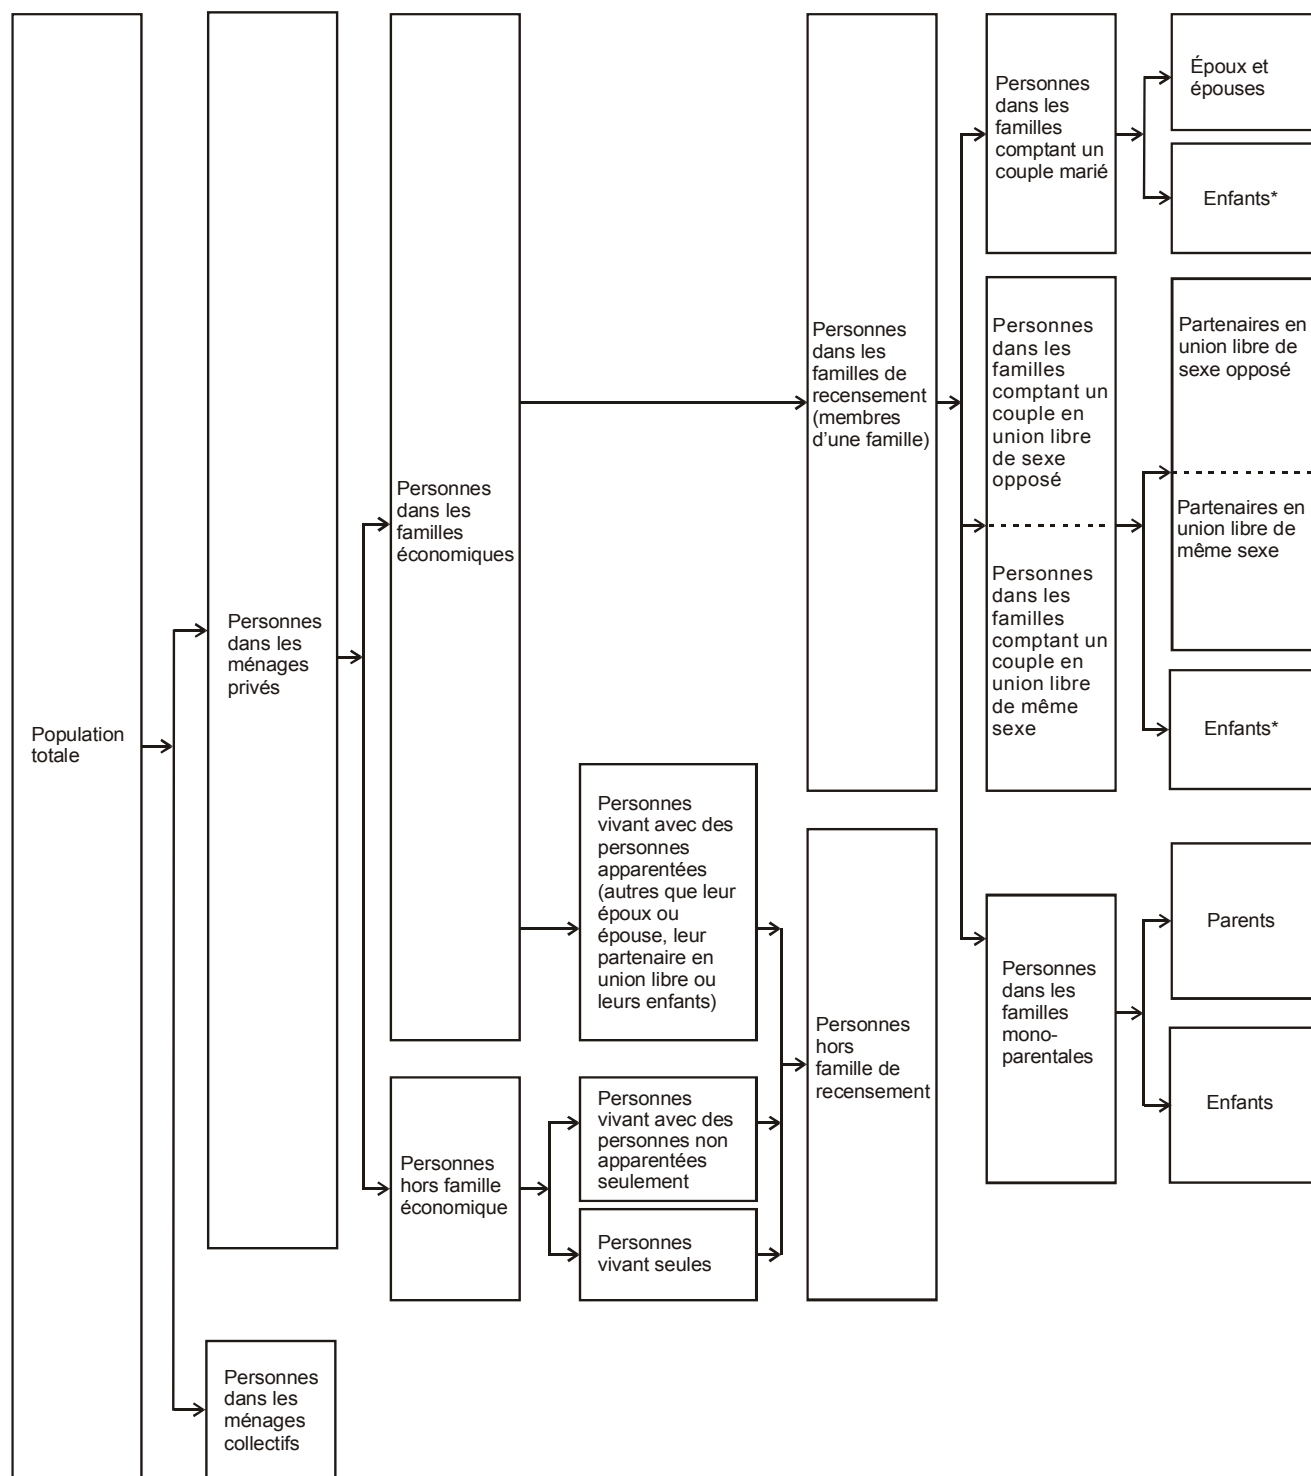 Population
totale
Personnes
dans les
ménages
privés
Personnes
dans les
ménages
collectifs
Personnes
dans les
familles
économiques
Personnes
hors famille
économique
Personnes
vivant avec des
personnes
apparentées
(autres que leur
époux ou
épouse, leur
partenaire en
union libre ou
leurs enfants)
Personnes
vivant avec des
personnes non
apparentées
seulement
Personnes
vivant seules
Personnes
dans les
familles de
recensement
(membres
d’une famille)
Personnes
hors
famille de
recensement
Personnes
dans les
familles
comptant un
couple marié
Personnes
dans les
familles
comptant un
couple en
union libre
de sexe
opposé
Personnes
dans les
familles
comptant un
couple en
union libre
de même
sexe
Personnes
dans les
familles
mono-
parentales
Époux et
épouses
Enfants*
Partenaires en
union libre de
sexe opposé
Partenaires en
union libre de
même sexe
Enfants*
Parents
Enfants